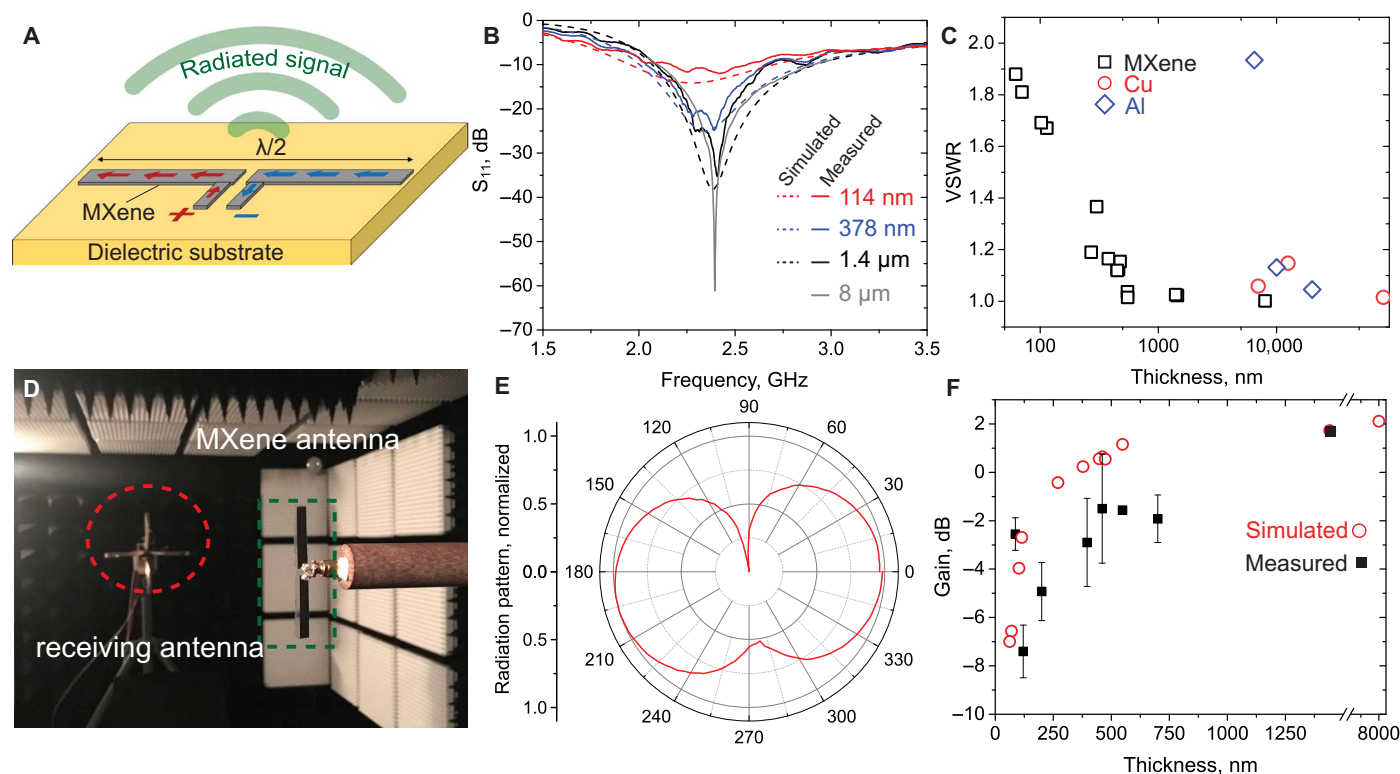 A
Radiated signal
λ/2
MXene
+
−
Dielectric substrate
B
S11, dB
0
−10
−20
−30
−40
−50
−60
−70
1.5
2.0
2.5
3.0
3.5
Frequency, GHz
Simulated
Measured
114 nm
378 nm
1.4 µm
8 µm
C
VSWR
2.0
1.8
1.6
1.4
1.2
1.0
100
1000
10,000
Thickness, nm
MXene
Cu
Al
D
MXene antenna
receiving antenna
E
Radiation pattern, normalized
1.0
0.5
0.0
0.5
1.0
90
60
30
0
330
300
270
240
210
180
150
120
F
Gain, dB
2
0
−2
−4
−6
−8
−10
0
250
500
750
1000
1250
8000
Thickness, nm
Simulated
Measured